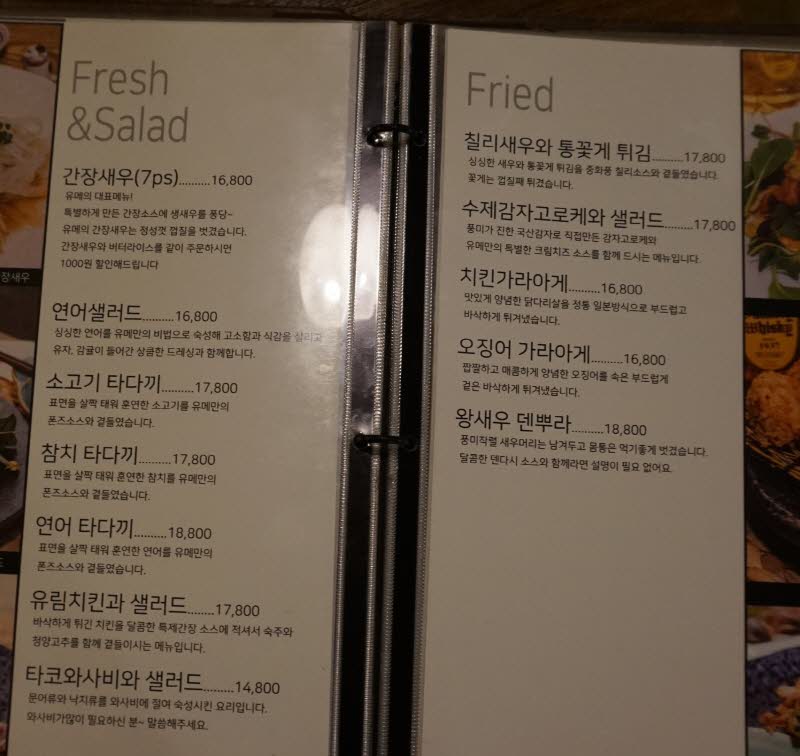 Fresh
&Salad
간장새우(7ps)..........16,800
유메의 대표메뉴!
특별하게 만든 간장소스에 생새우를 퐁당~
유메의 간장새우는 정성껏 껍질을 벗겼습니다.
간장새우와 버터라이스를 같이 주문하시면
1000원 할인해드립니다
연어샐러드..........16,800
싱싱한 연어를 유메만의 비법으로 숙성해 고소함과 식감을 살리고
유자, 감귤이 들어간 상큼한 드레싱과 함께합니다.
소고기 타다끼..........17,800
표면을 살짝 태워 훈연한 소고기를 유메만의
폰즈소스와 곁들였습니다.
참치 타다끼..........17,800
표면을 살짝 태워 훈연한 참치를 유메만의
폰즈소스와 곁들였습니다.
연어 타다끼..........18,800
표면을 살짝 태워 훈연한 연어를 유메만의
폰즈소스와 곁들였습니다.
유림치킨과 샐러드........17,800
바삭하게 튀긴 치킨을 달콤한 특제간장 소스에 적셔서 숙주와
청양고추를 함께 곁들이시는 메뉴입니다.
타코와사비와 샐러드.........14,800
문어류와 낙지류를 와사비에 절여 숙성시킨 요리입니다.
와사비가많이 필요하신 분~ 말씀해주세요.
장새우
Fried
칠리새우와 통꽃게 튀김..........17,800
싱싱한 새우와 통꽃게 튀김을 중화풍 칠리소스와 곁들였습니다.
꽃게는 껍질째 튀겼습니다.
수제감자고로케와 샐러드.........17,800
풍미가 진한 국산감자로 직접만든 감자고로케와
유메만의 특별한 크림치즈 소스를 함께 드시는 메뉴입니다.
치킨가라아게..........16,800
맛있게 양념한 닭다리살을 정통 일본방식으로 부드럽고
바삭하게 튀겨냈습니다.
오징어 가라아게..........16,800
짭짤하고 매콤하게 양념한 오징어를 속은 부드럽게
겉은 바삭하게 튀겨냈습니다.
왕새우 덴뿌라..........18,800
풍미작렬 새우머리는 남겨두고 몸통은 먹기좋게 벗겼습니다.
달콤한 덴다시 소스와 함께라면 설명이 필요 없어요.